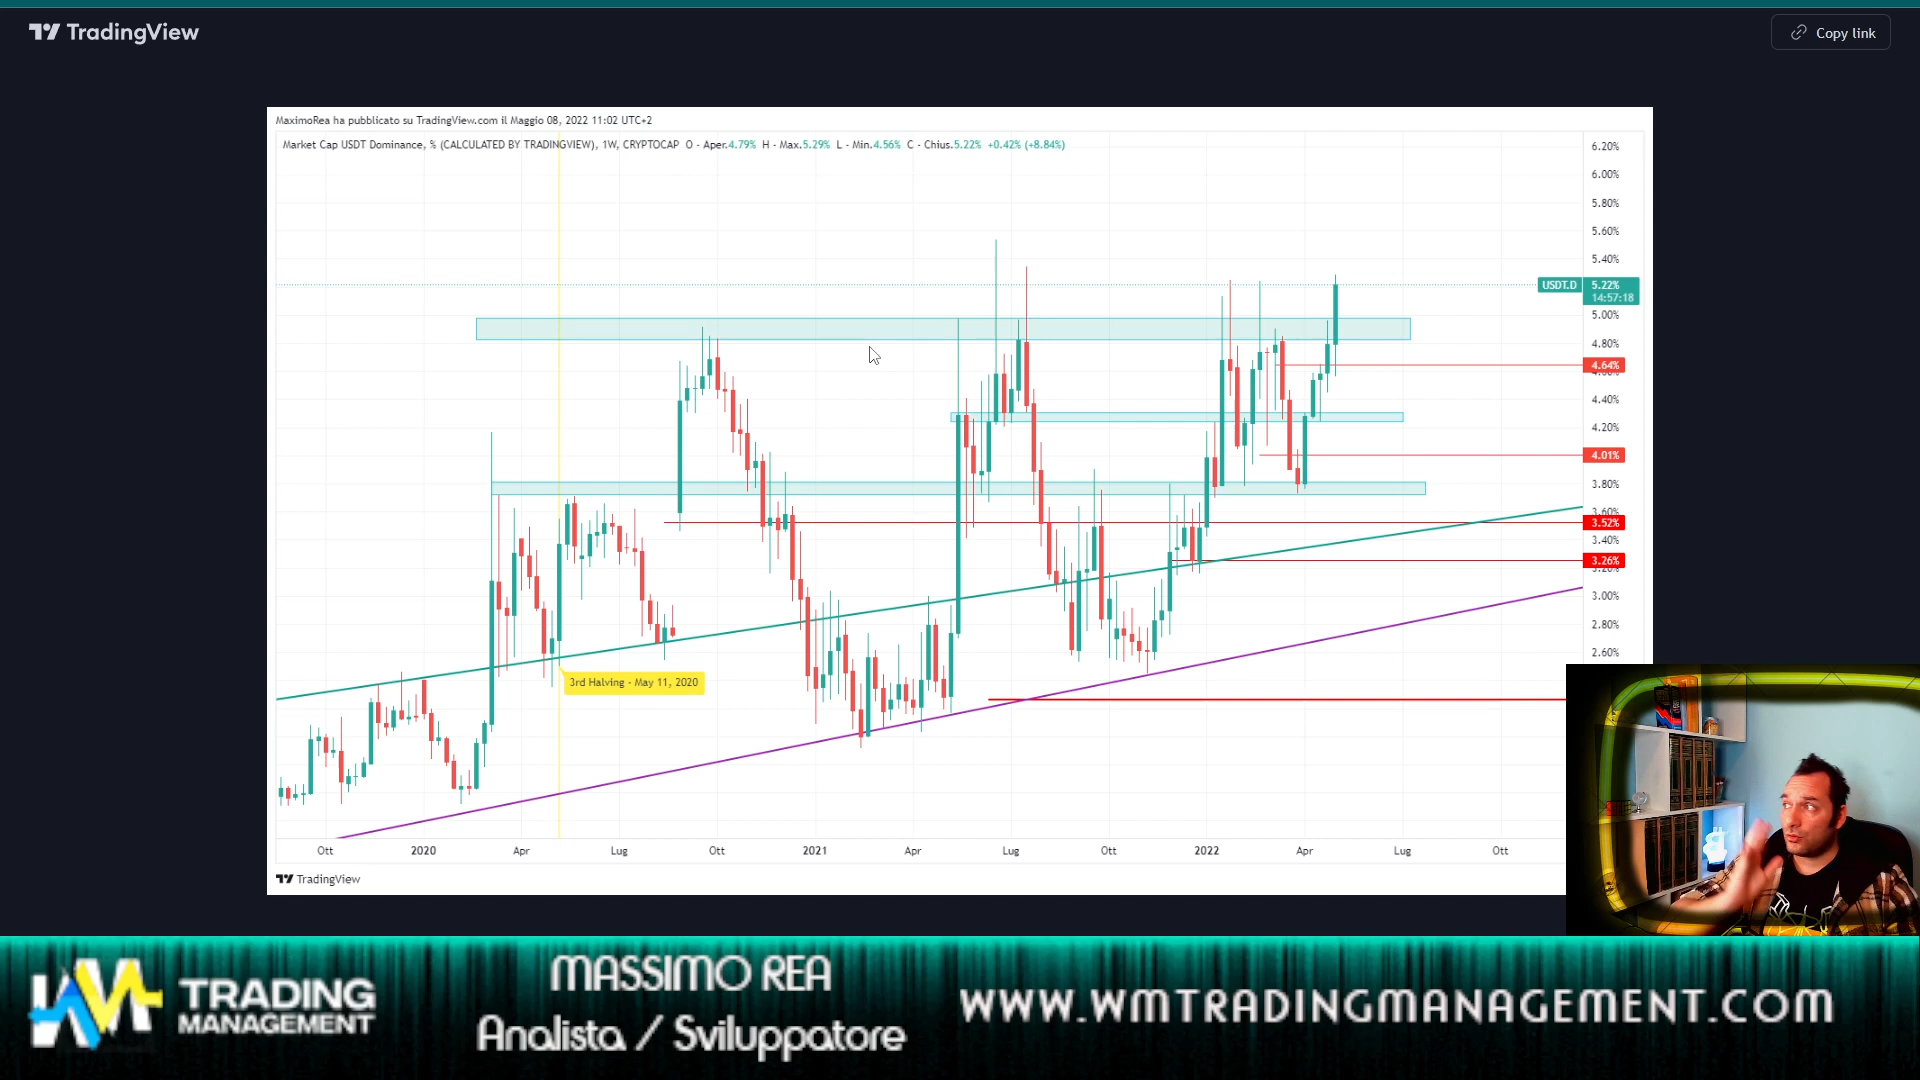 TradingView
Copy link
MaximoRea ha pubblicato su TradingView.com il Maggio 08, 2022 11:02 UTC+2
Market Cap USDT Dominance, % (CALCULATED BY TRADINGVIEW), 1W, CRYPTOCAP O - Aper.4.79% H - Max.5.29% L - Min.4.56% C - Chius.5.22% +0.42% (+8.84%)
6.20%
6.00%
5.80%
5.60%
5.40%
USDT.D 5.22%
14:57:18
5.00%
4.80%
4.64%
4.40%
4.20%
4.01%
3.80%
3.60%
3.52%
3.40%
3.26%
3.20%
3.00%
2.80%
2.60%
3rd Halving - May 11, 2020
Ott 2020 Apr Lug Ott 2021 Apr Lug Ott 2022 Apr Lug Ott
TradingView
WM TRADING MANAGEMENT
MASSIMO REA
Analista / Sviluppatore
WWW.WMTRADINGMANAGEMENT.COM